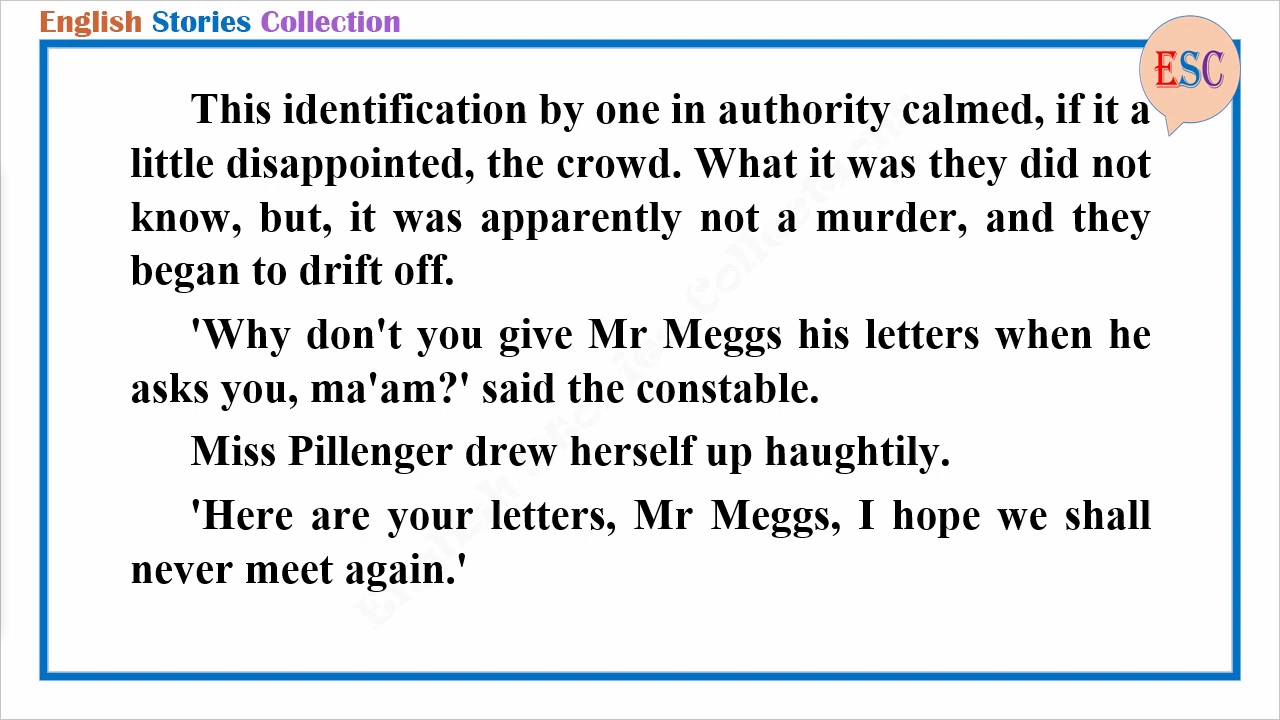 English Stories Collection
ESC
This identification by one in authority calmed, if it a
little disappointed, the crowd. What it was they did not
know, but, it was apparently not a murder, and they
began to drift off.
'Why don't you give Mr Meggs his letters when he
asks you, ma'am?' said the constable.
Miss Pillenger drew herself up haughtily.
'Here are your letters, Mr Meggs, I hope we shall
never meet again.'